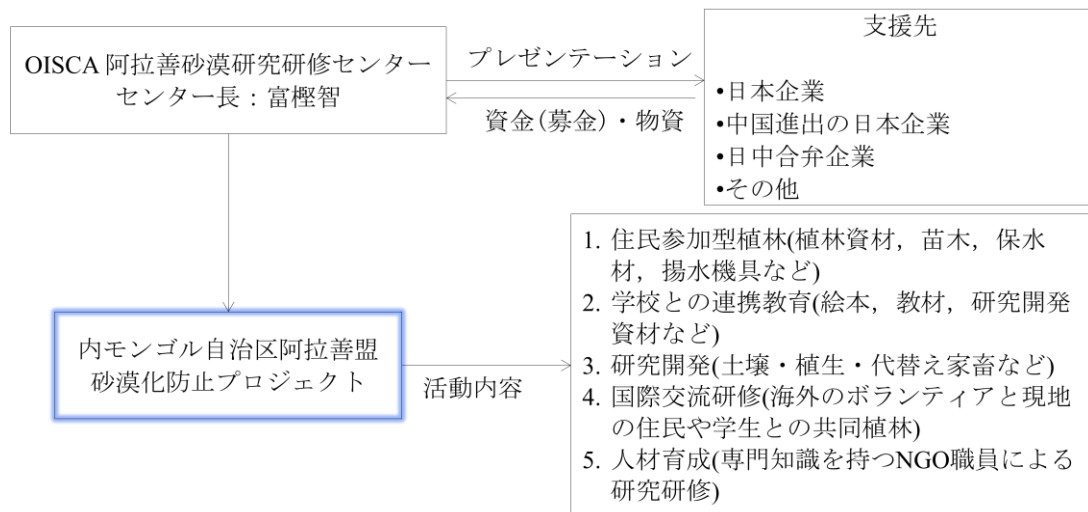 OISCA 阿拉善砂漠研究研修センター
センター長：富樫智
プレゼンテーション
資金(募金)・物資
支援先
•日本企業
•中国進出の日本企業
•日中合弁企業
•その他
内モンゴル自治区阿拉善盟
砂漠化防止プロジェクト
活動内容
1. 住民参加型植林(植林資材，苗木，保水
材，揚水機具など)
2. 学校との連携教育(絵本，教材，研究開発
資材など)
3. 研究開発(土壌・植生・代替え家畜など)
4. 国際交流研修(海外のボランティアと現地
の住民や学生との共同植林)
5. 人材育成(専門知識を持つNGO職員による
研究研修)